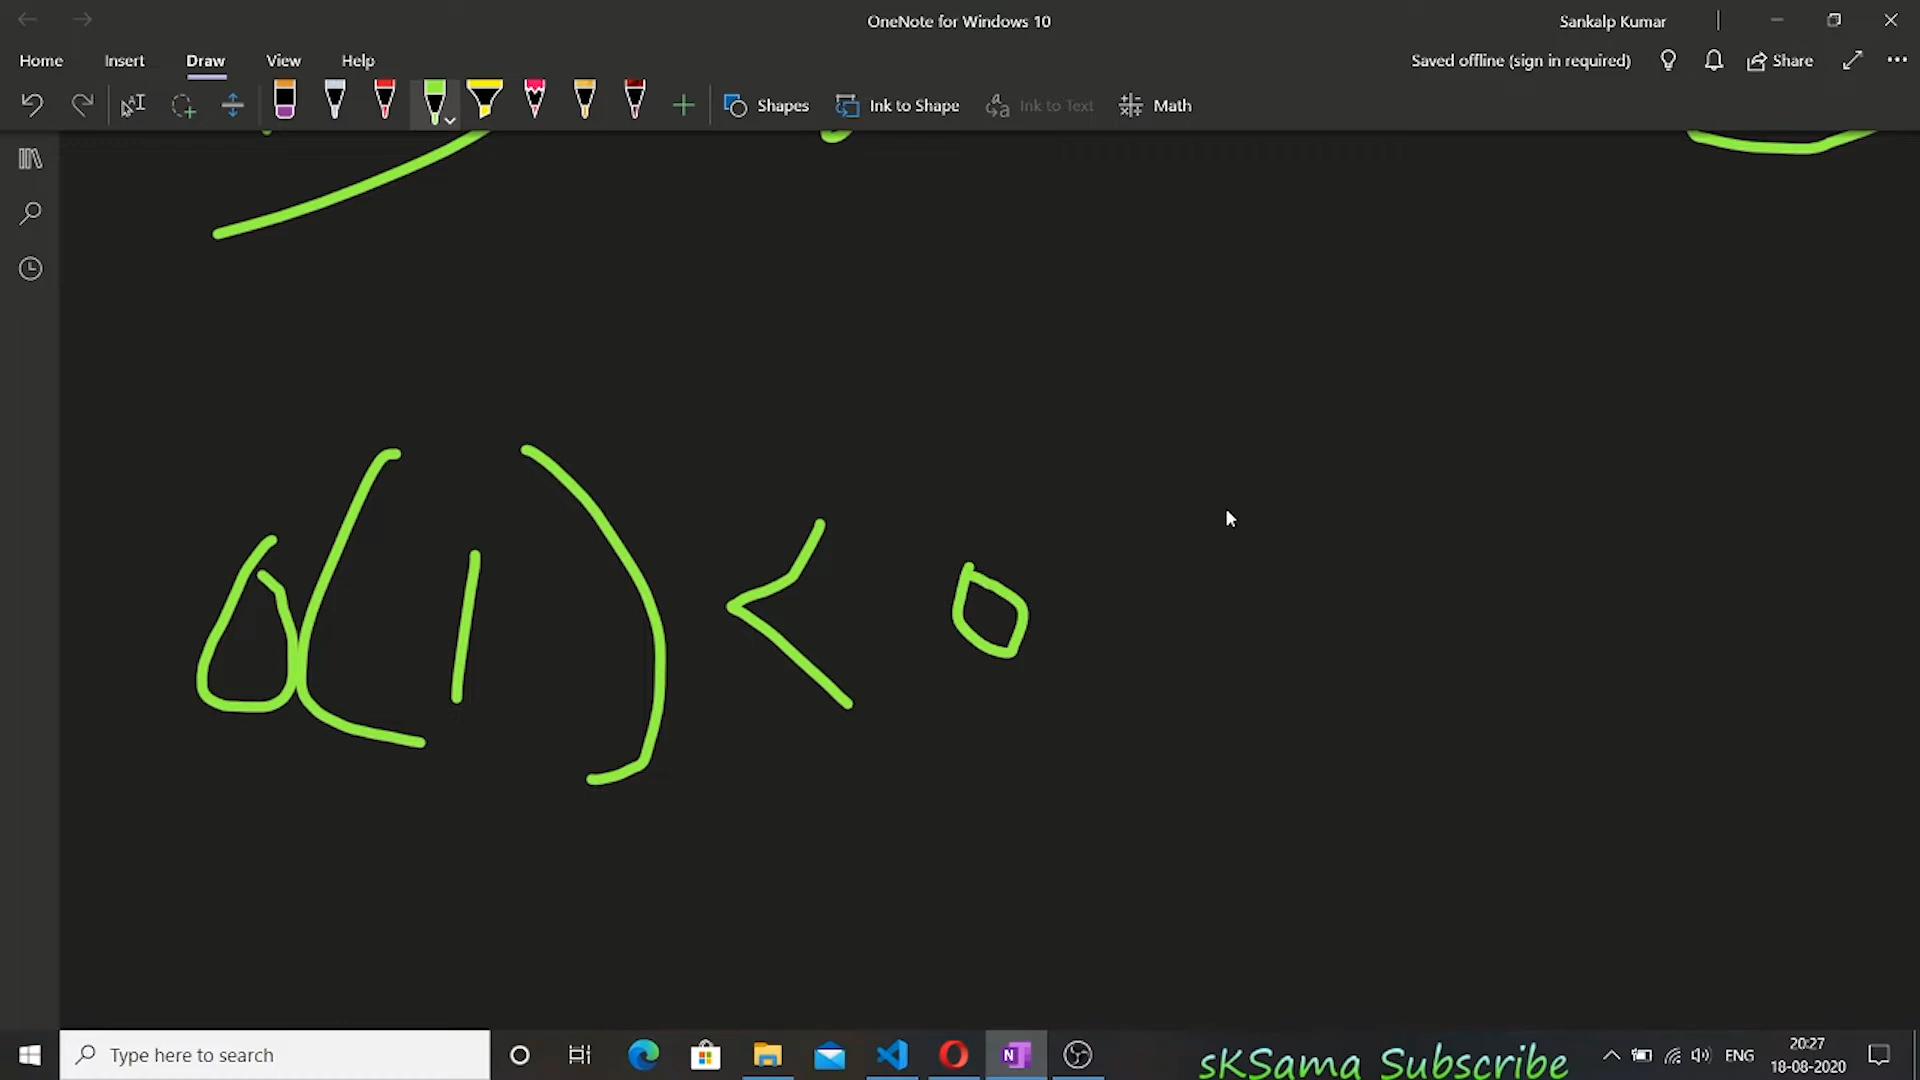 OneNote for Windows 10
Sankalp Kumar
Home Insert Draw View Help
Saved offline (sign in required) Share
Shapes Ink to Shape Ink to Text Math
0(1) < 0
Type here to search
sKSama Subscribe
ENG
20:27
18-08-2020